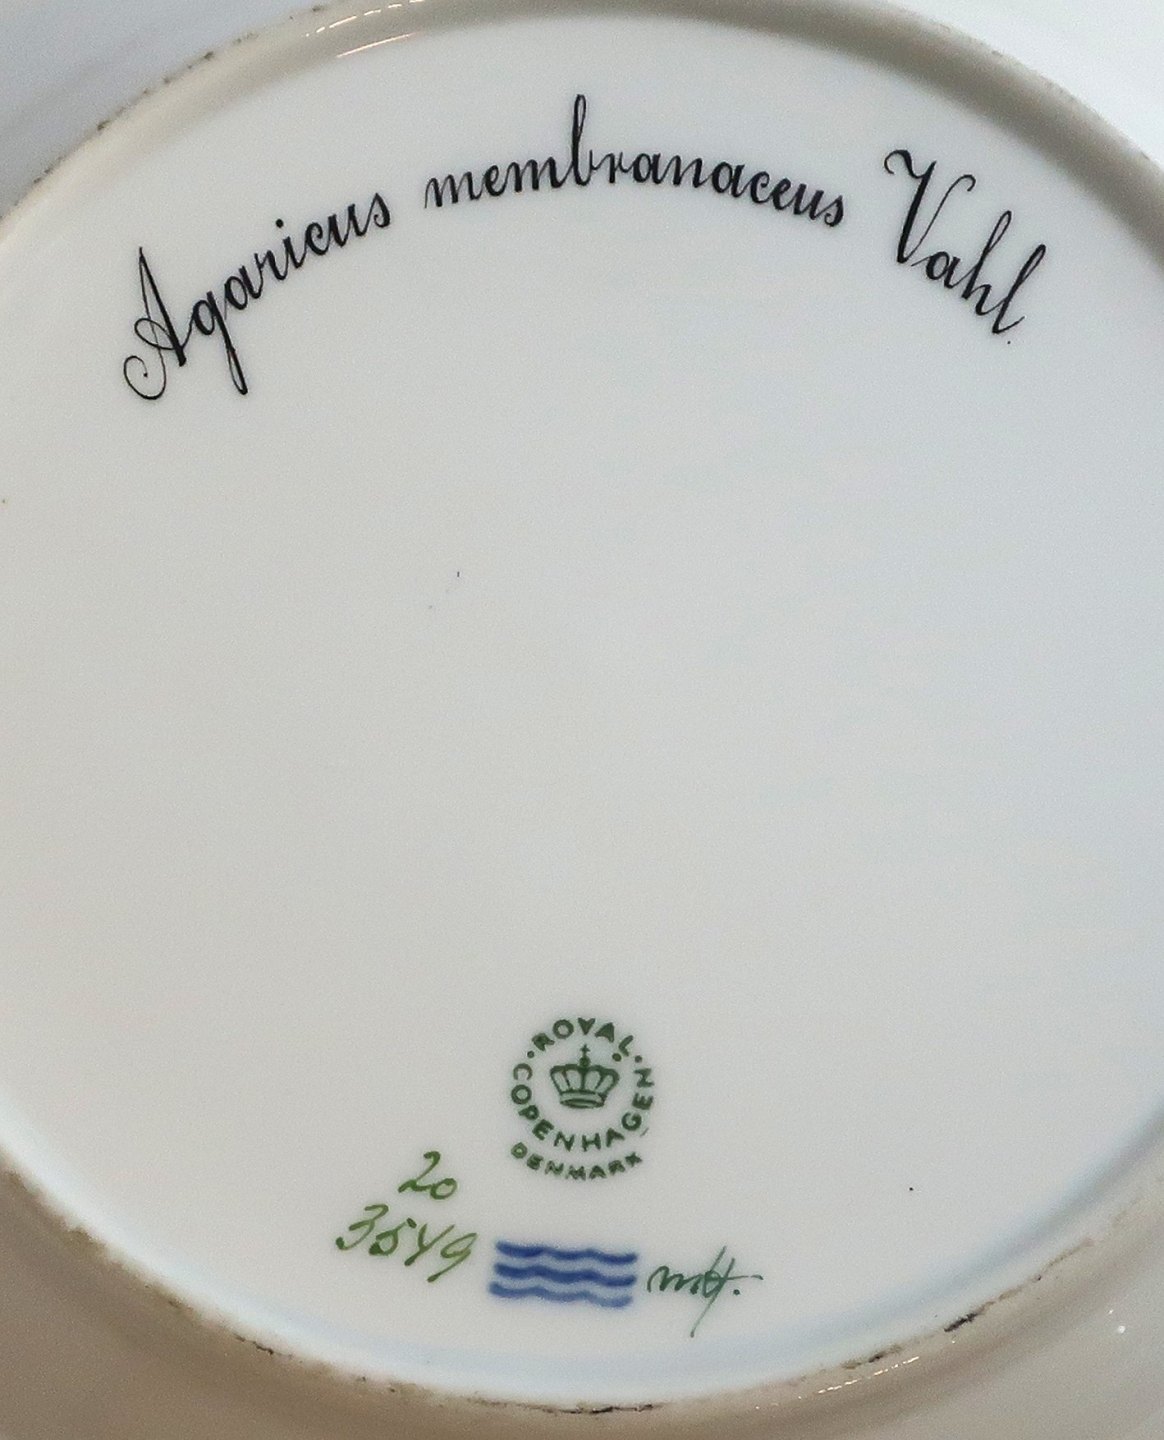 Agaricus membranaceus Vahl.
ROYAL
COPENHAGEN
DENMARK
20
3549